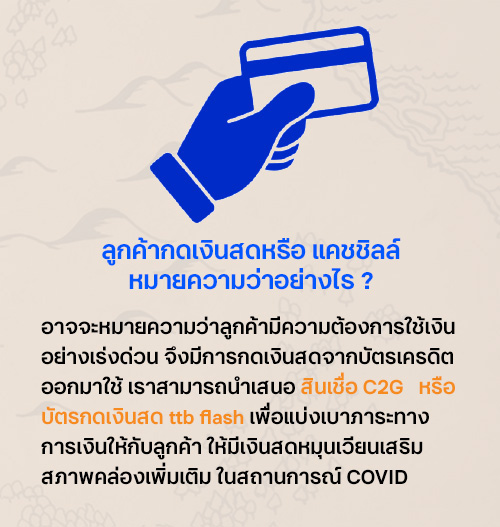 ลูกค้ากดเงินสดหรือ แคชชิลล์
หมายความว่าอย่างไร ?
อาจจะหมายความว่าลูกค้ามีความต้องการใช้เงิน
อย่างเร่งด่วน จึงมีการกดเงินสดจากบัตรเครดิต
ออกมาใช้ เราสามารถนำเสนอ สินเชื่อ C2G หรือ
บัตรกดเงินสด ttb flash เพื่อแบ่งเบาภาระทาง
การเงินให้กับลูกค้า ให้มีเงินสดหมุนเวียนเสริม
สภาพคล่องเพิ่มเติม ในสถานการณ์ COVID